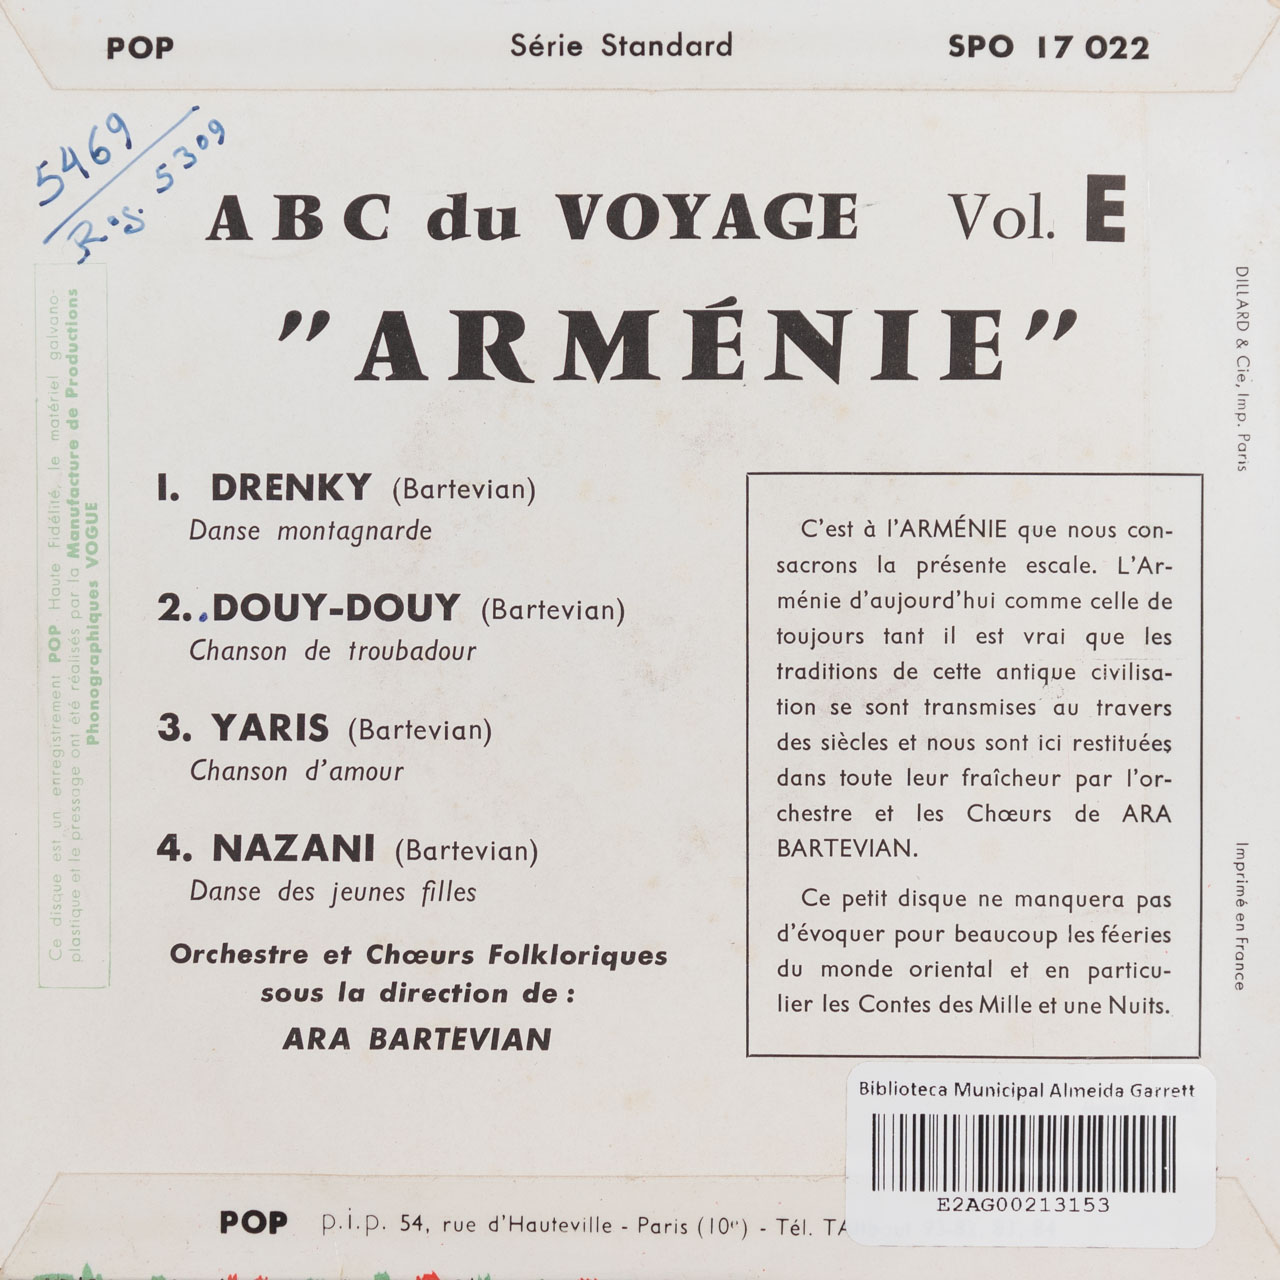 POP Série Standard SPO 17 022
5469
R.S. 5309
ABC du VOYAGE Vol. E
"ARMÉNIE"
1. DRENKY (Bartevian)
Danse montagnarde
2. DOUY-DOUY (Bartevian)
Chanson de troubadour
3. YARIS (Bartevian)
Chanson d'amour
4. NAZANI (Bartevian)
Danse des jeunes filles
Orchestre et Chœurs Folkloriques
sous la direction de :
ARA BARTEVIAN
C'est à l'ARMÉNIE que nous con-
sacrons la présente escale. L'Ar-
ménie d'aujourd'hui comme celle de
toujours tant il est vrai que les
traditions de cette antique civilisa-
tion se sont transmises au travers
des siècles et nous sont ici restituées
dans toute leur fraîcheur par l'or-
chestre et les Chœurs de ARA
BARTEVIAN.
Ce petit disque ne manquera pas
d'évoquer pour beaucoup les féeries
du monde oriental et en particu-
lier les Contes des Mille et une Nuits.
Ce disque est un enregistrement POP Haute Fidélité, le matériel galvano-
plastique et le pressage ont été réalisés par la Manufacture de Productions
Phonographiques VOGUE
DILLARD & Cie, Imp. Paris
Imprimé en France
Biblioteca Municipal Almeida Garrett
E2AG00213153
POP p.i.p. 54, rue d'Hauteville - Paris (10e) - Tél.